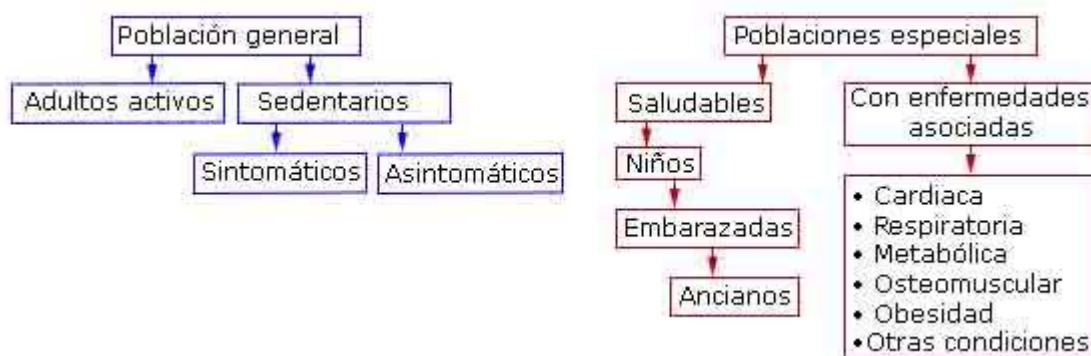 Población general
Adultos activos
Sedentarios
Sintomáticos
Asintomáticos
Poblaciones especiales
Saludables
Niños
Embarazadas
Ancianos
Con enfermedades
asociadas
• Cardiaca
• Respiratoria
• Metabólica
• Osteomuscular
• Obesidad
•Otras condiciones